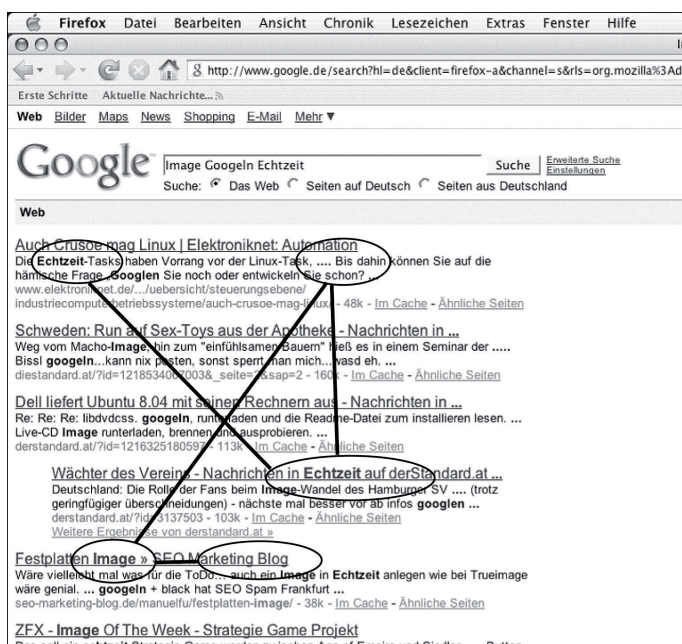 Firefox Datei Bearbeiten Ansicht Chronik Lesezeichen Extras Fenster Hilfe
http://www.google.de/search?hl=de&client=firefox-a&channel=s&rls=org.mozilla%3Ad
Erste Schritte Aktuelle Nachrichte...
Web Bilder Maps News Shopping E-Mail Mehr ▼
Google Image Googeln Echtzeit Suche Erweiterte Suche
Einstellungen
Suche: Das Web Seiten auf Deutsch Seiten aus Deutschland
Web
Auch Crusoe mag Linux | Elektroniknet: Automation
Die Echtzeit-Tasks haben Vorrang vor der Linux-Task, .... Bis dahin können Sie auf die
hämische Frage „Googlen Sie noch oder entwickeln Sie schon? ...
www.elektroniknet.de/.../uebersicht/steuerungsebene/
industriecomputer/betriebssysteme/auch-crusoe-mag-linux/ - 48k - Im Cache - Ähnliche Seiten
Schweden: Run auf Sex-Toys aus der Apotheke - Nachrichten in ...
Weg vom Macho-Image, hin zum "einfühlsamen Bauern" hieß es in einem Seminar der .....
Bissl googeln...kann nix posten, sonst sperrt man mich...wasd eh. ...
diestandard.at/?id=1218534067003&_seite=2&sap=2 - 160k - Im Cache - Ähnliche Seiten
Dell liefert Ubuntu 8.04 mit seinen Rechnern aus - Nachrichten in ...
Re: Re: Re: libdvdcss. googeln, runterladen und die Readme-Datei zum installieren lesen. ...
Live-CD Image runterladen, brennen und ausprobieren. ...
derstandard.at/?id=1216325180597 - 113k - Im Cache - Ähnliche Seiten
Wächter des Vereins - Nachrichten in Echtzeit auf derStandard.at ...
Deutschland: Die Rolle der Fans beim Image-Wandel des Hamburger SV .... (trotz
geringfügiger überschneidungen) - nächste mal besser vor ab infos googlen ...
derstandard.at/?id=3137503 - 103k - Im Cache - Ähnliche Seiten
Weitere Ergebnisse von derstandard.at »
Festplatten Image » SEO Marketing Blog
Wäre vielleicht mal was für die ToDo... auch ein Image in Echtzeit anlegen wie bei Trueimage
wäre genial. ... googeln + black hat SEO Spam Frankfurt ...
seo-marketing-blog.de/manuelfu/festplatten-image/ - 38k - Im Cache - Ähnliche Seiten
ZFX - Image Of The Week - Strategie Game Projekt